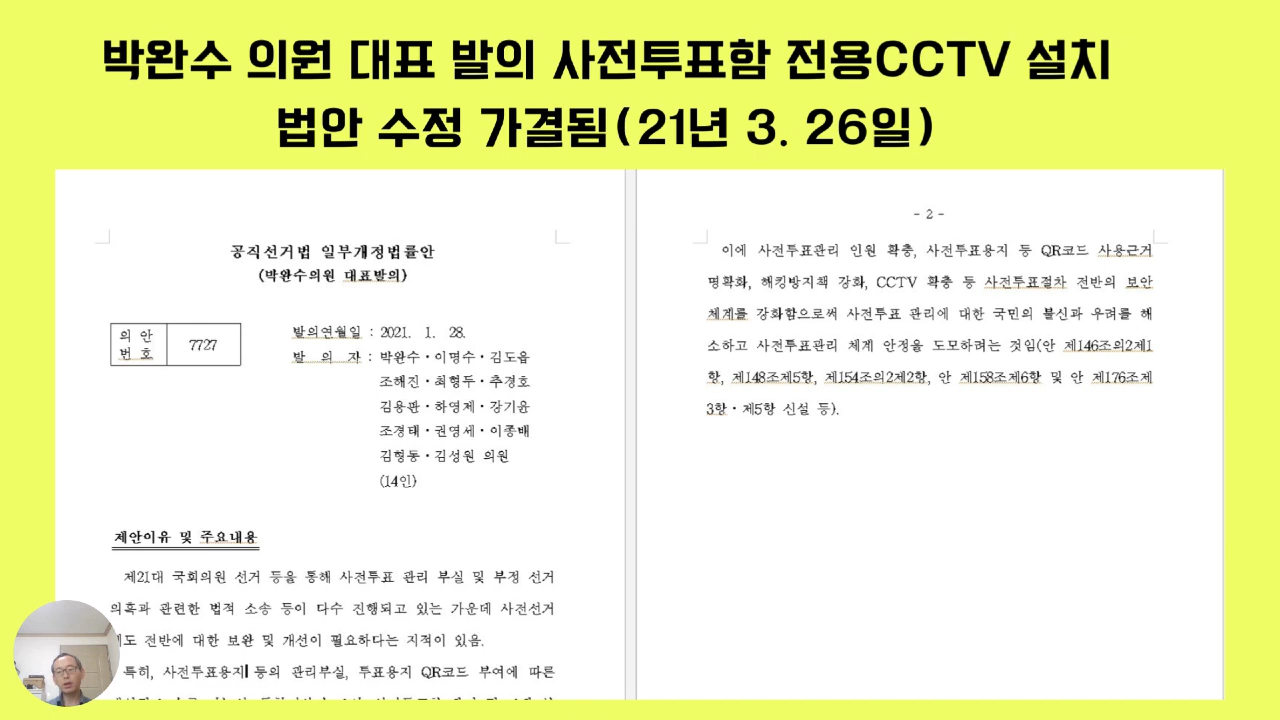 박완수 의원 대표 발의 사전투표함 전용CCTV 설치
법안 수정 가결됨(21년 3. 26일)
공직선거법 일부개정법률안
(박완수의원 대표발의)
의 안
번 호
7727
발의연월일 : 2021. 1. 28.
발 의 자 : 박완수·이명수·김도읍
조해진·최형두·추경호
김용판·하영제·강기윤
조경태·권영세·이종배
김형동·김성원 의원
(14인)
제안이유 및 주요내용
제21대 국회의원 선거 등을 통해 사전투표 관리 부실 및 부정 선거
의혹과 관련한 법적 소송 등이 다수 진행되고 있는 가운데 사전선거
전반에 대한 보완 및 개선이 필요하다는 지적이 있음.
특히, 사전투표용지 등의 관리부실, 투표용지 QR코드 부여에 따른
- 2 -
이에 사전투표관리 인원 확충, 사전투표용지 등 QR코드 사용근거
명확화, 해킹방지책 강화, CCTV 확충 등 사전투표절차 전반의 보안
체계를 강화함으로써 사전투표 관리에 대한 국민의 불신과 우려를 해
소하고 사전투표관리 체계 안정을 도모하려는 것임(안 제146조의2제1
항, 제148조제5항, 제154조의2제2항, 안 제158조제6항 및 안 제176조제
3항·제5항 신설 등).